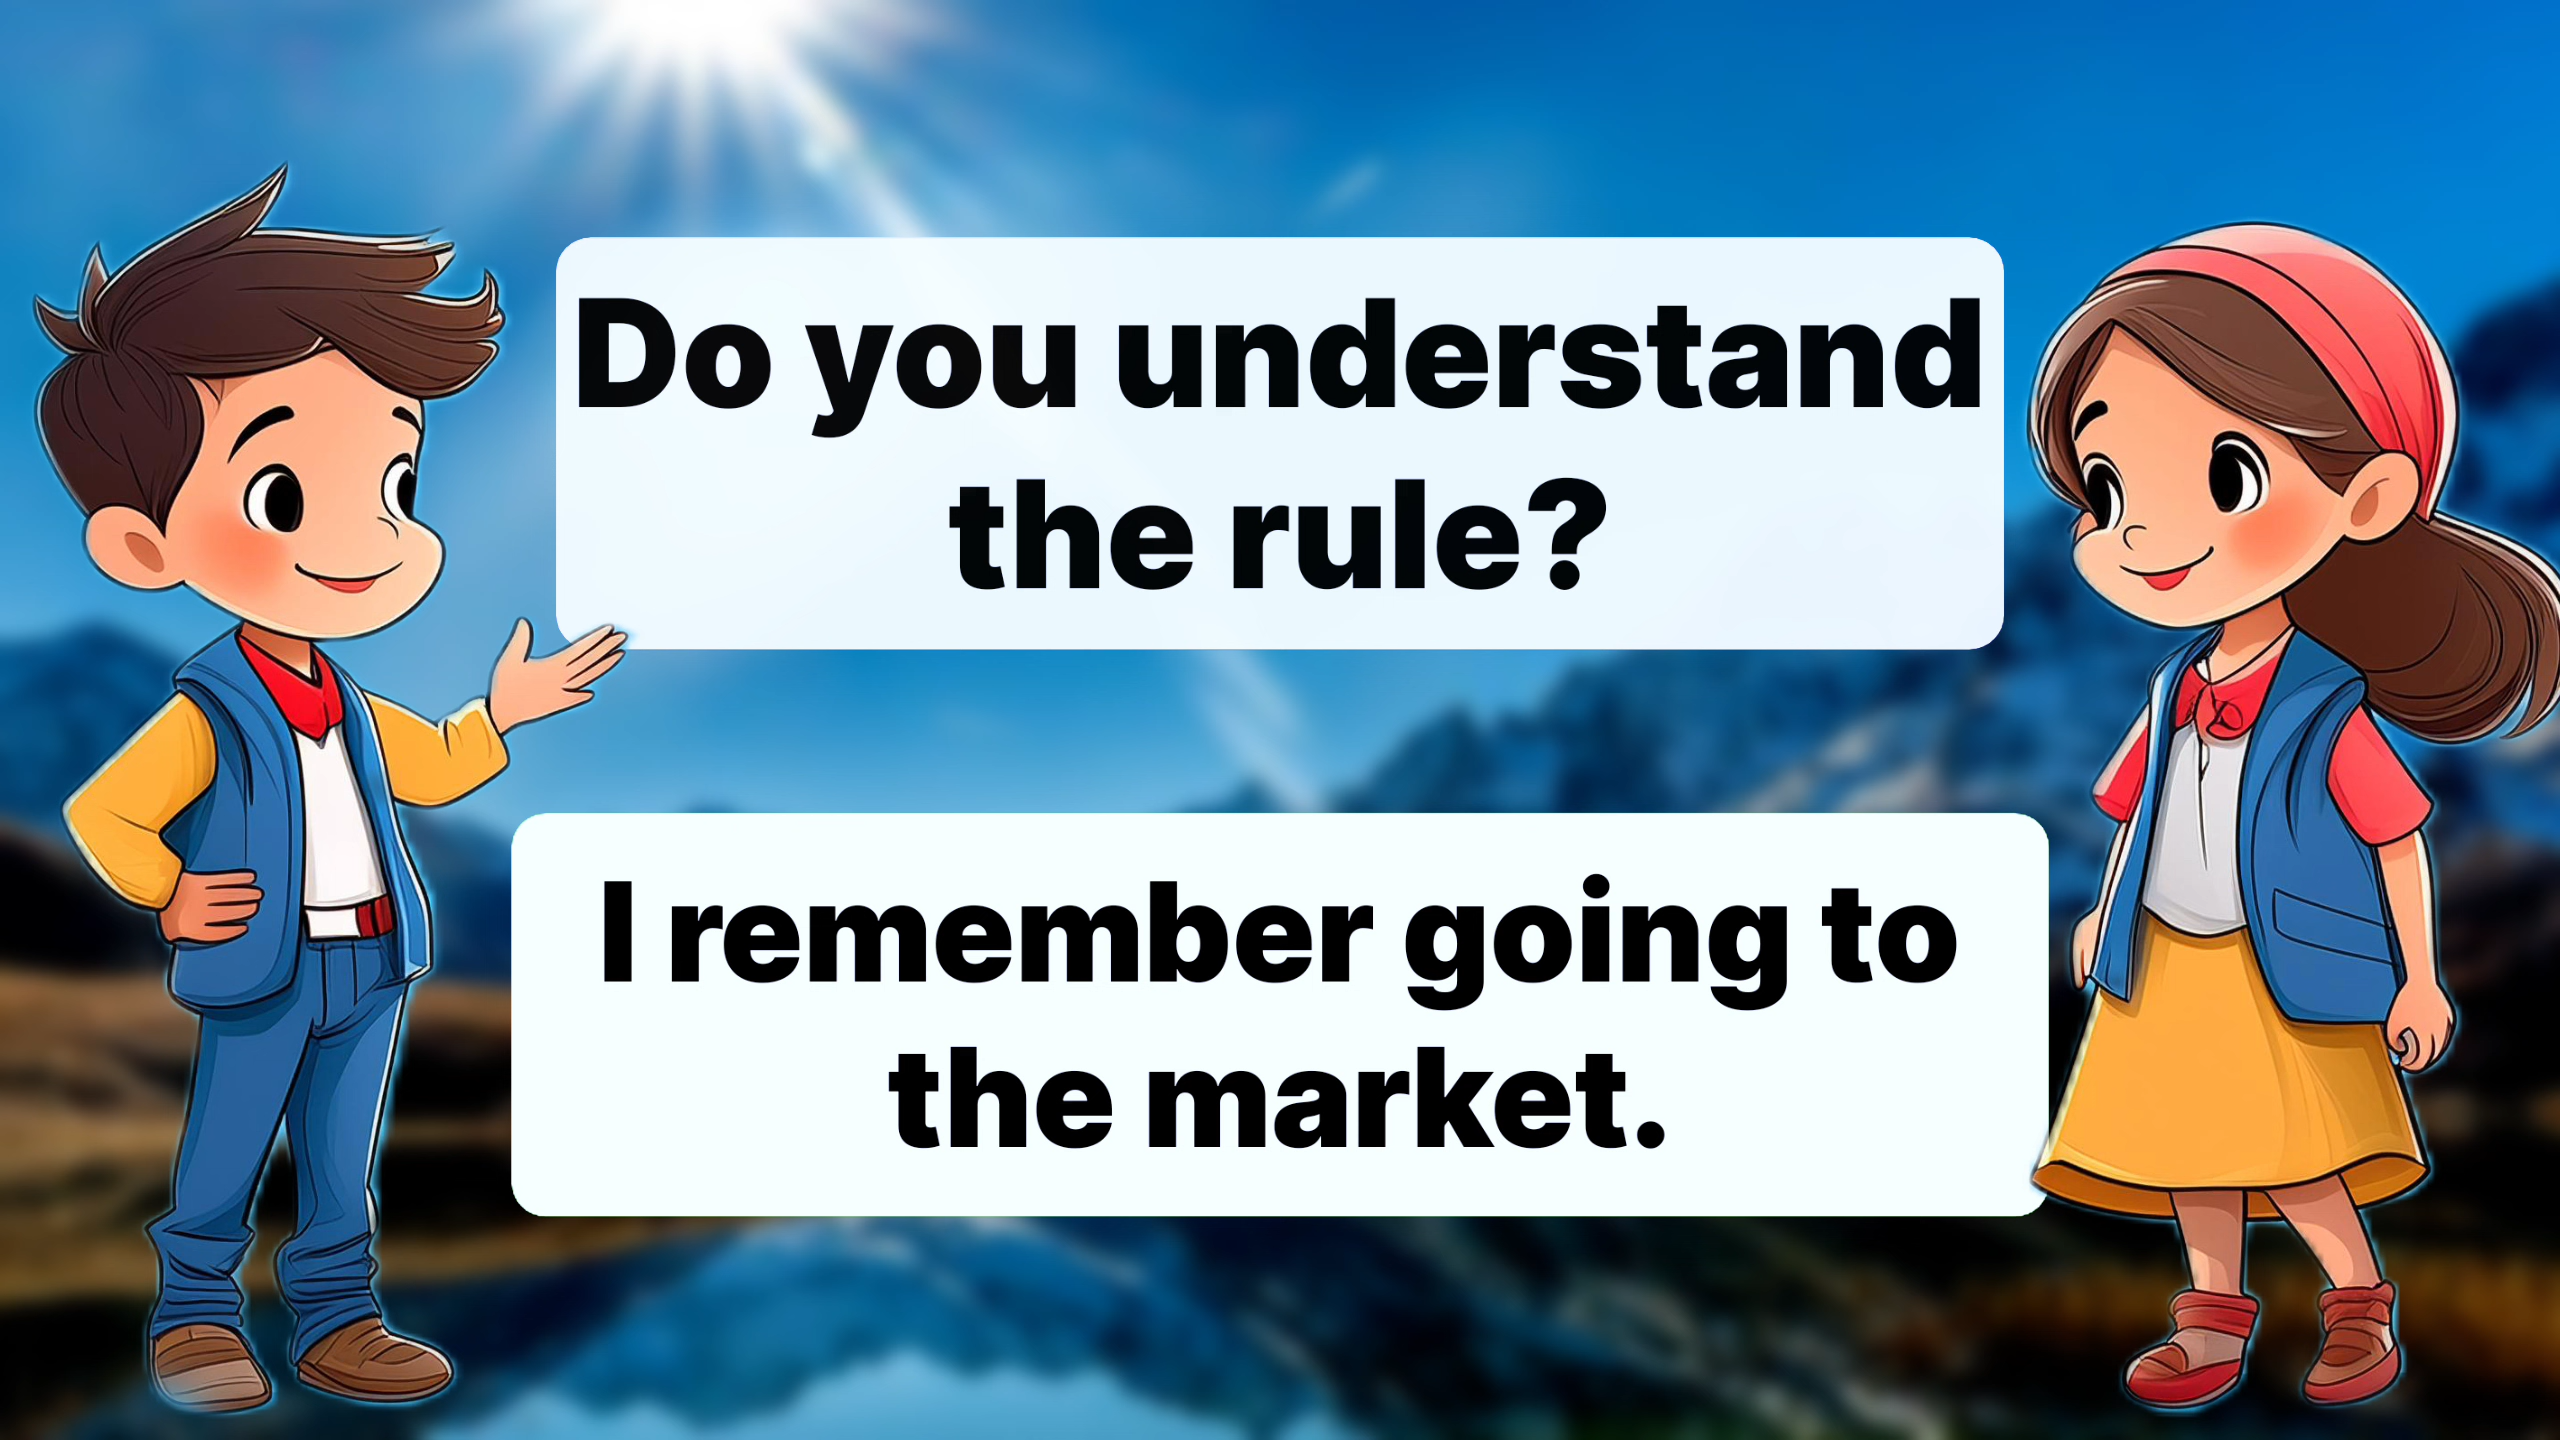 Do you understand
the rule?
I remember going to
the market.